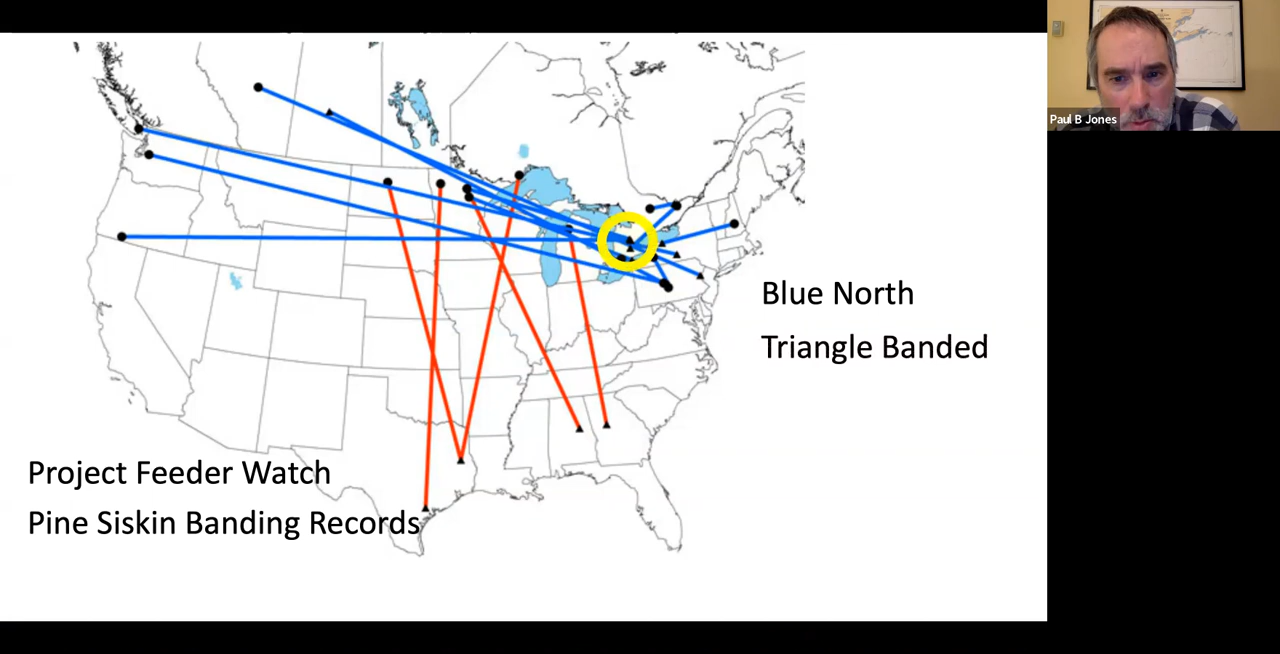 Paul B Jones
Blue North
Triangle Banded
Project Feeder Watch
Pine Siskin Banding Records